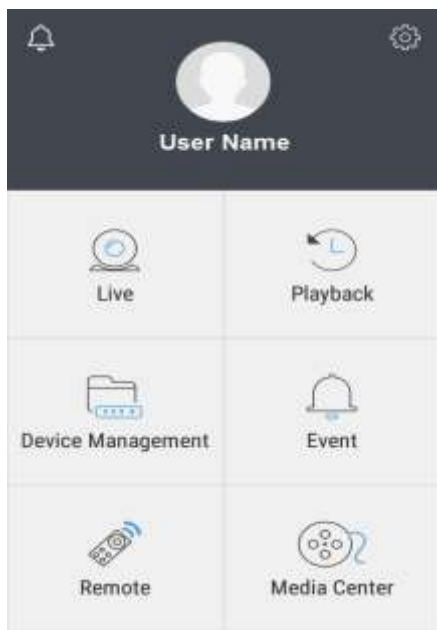 User Name
Live
Playback
Device Management
Event
Remote
Media Center